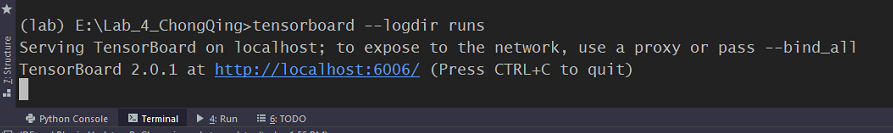 (lab) E:\Lab_4_ChongQing>tensorboard --logdir runs
Serving TensorBoard on localhost; to expose to the network, use a proxy or pass --bind_all
TensorBoard 2.0.1 at http://localhost:6006/ (Press CTRL+C to quit)
Z: Structure
Python Console Terminal 4: Run 6: TODO